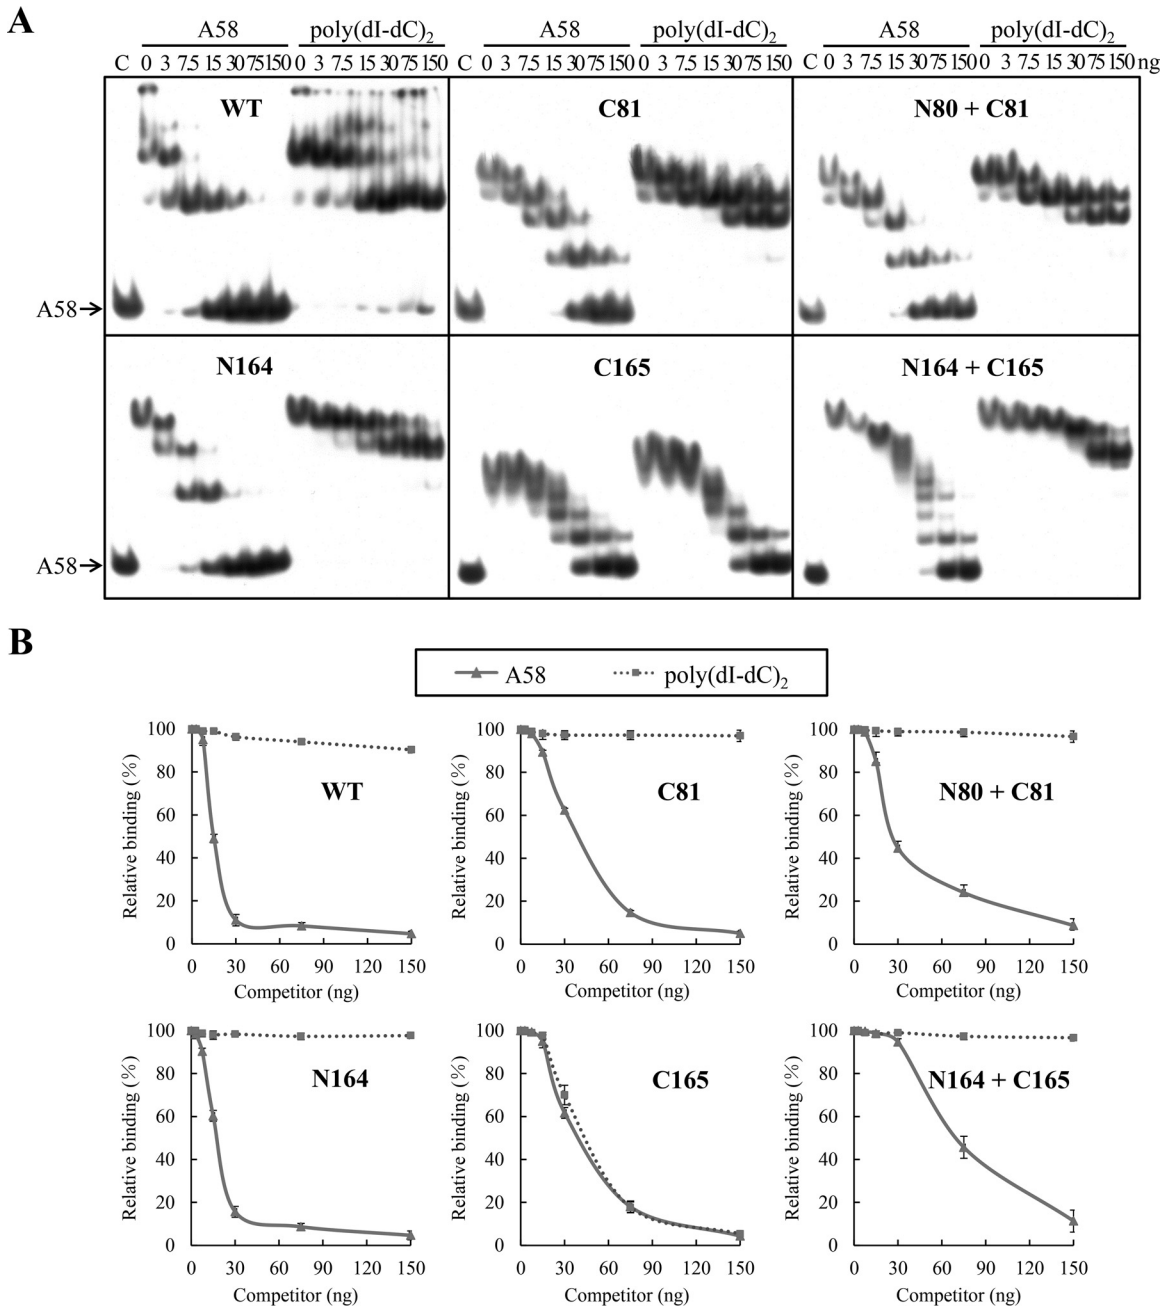 A
A58 poly(dI-dC)2 A58 poly(dI-dC)2 A58 poly(dI-dC)2
C 0 3 7.5 15 30 75 150 0 3 7.5 15 30 75 150 C 0 3 7.5 15 30 75 150 0 3 7.5 15 30 75 150 C 0 3 7.5 15 30 75 150 0 3 7.5 15 30 75 150 ng
WT C81 N80 + C81
A58→
N164 C165 N164 + C165
A58→
B
A58 poly(dI-dC)2
100 100 100
80 80 80
WT C81 N80 + C81
60 60 60
40 40 40
20 20 20
0 0 0
Relative binding (%) Relative binding (%) Relative binding (%)
0 30 60 90 120 150 0 30 60 90 120 150 0 30 60 90 120 150
Competitor (ng) Competitor (ng) Competitor (ng)
100 100 100
80 80 80
N164 C165 N164 + C165
60 60 60
40 40 40
20 20 20
0 0 0
Relative binding (%) Relative binding (%) Relative binding (%)
0 30 60 90 120 150 0 30 60 90 120 150 0 30 60 90 120 150
Competitor (ng) Competitor (ng) Competitor (ng)